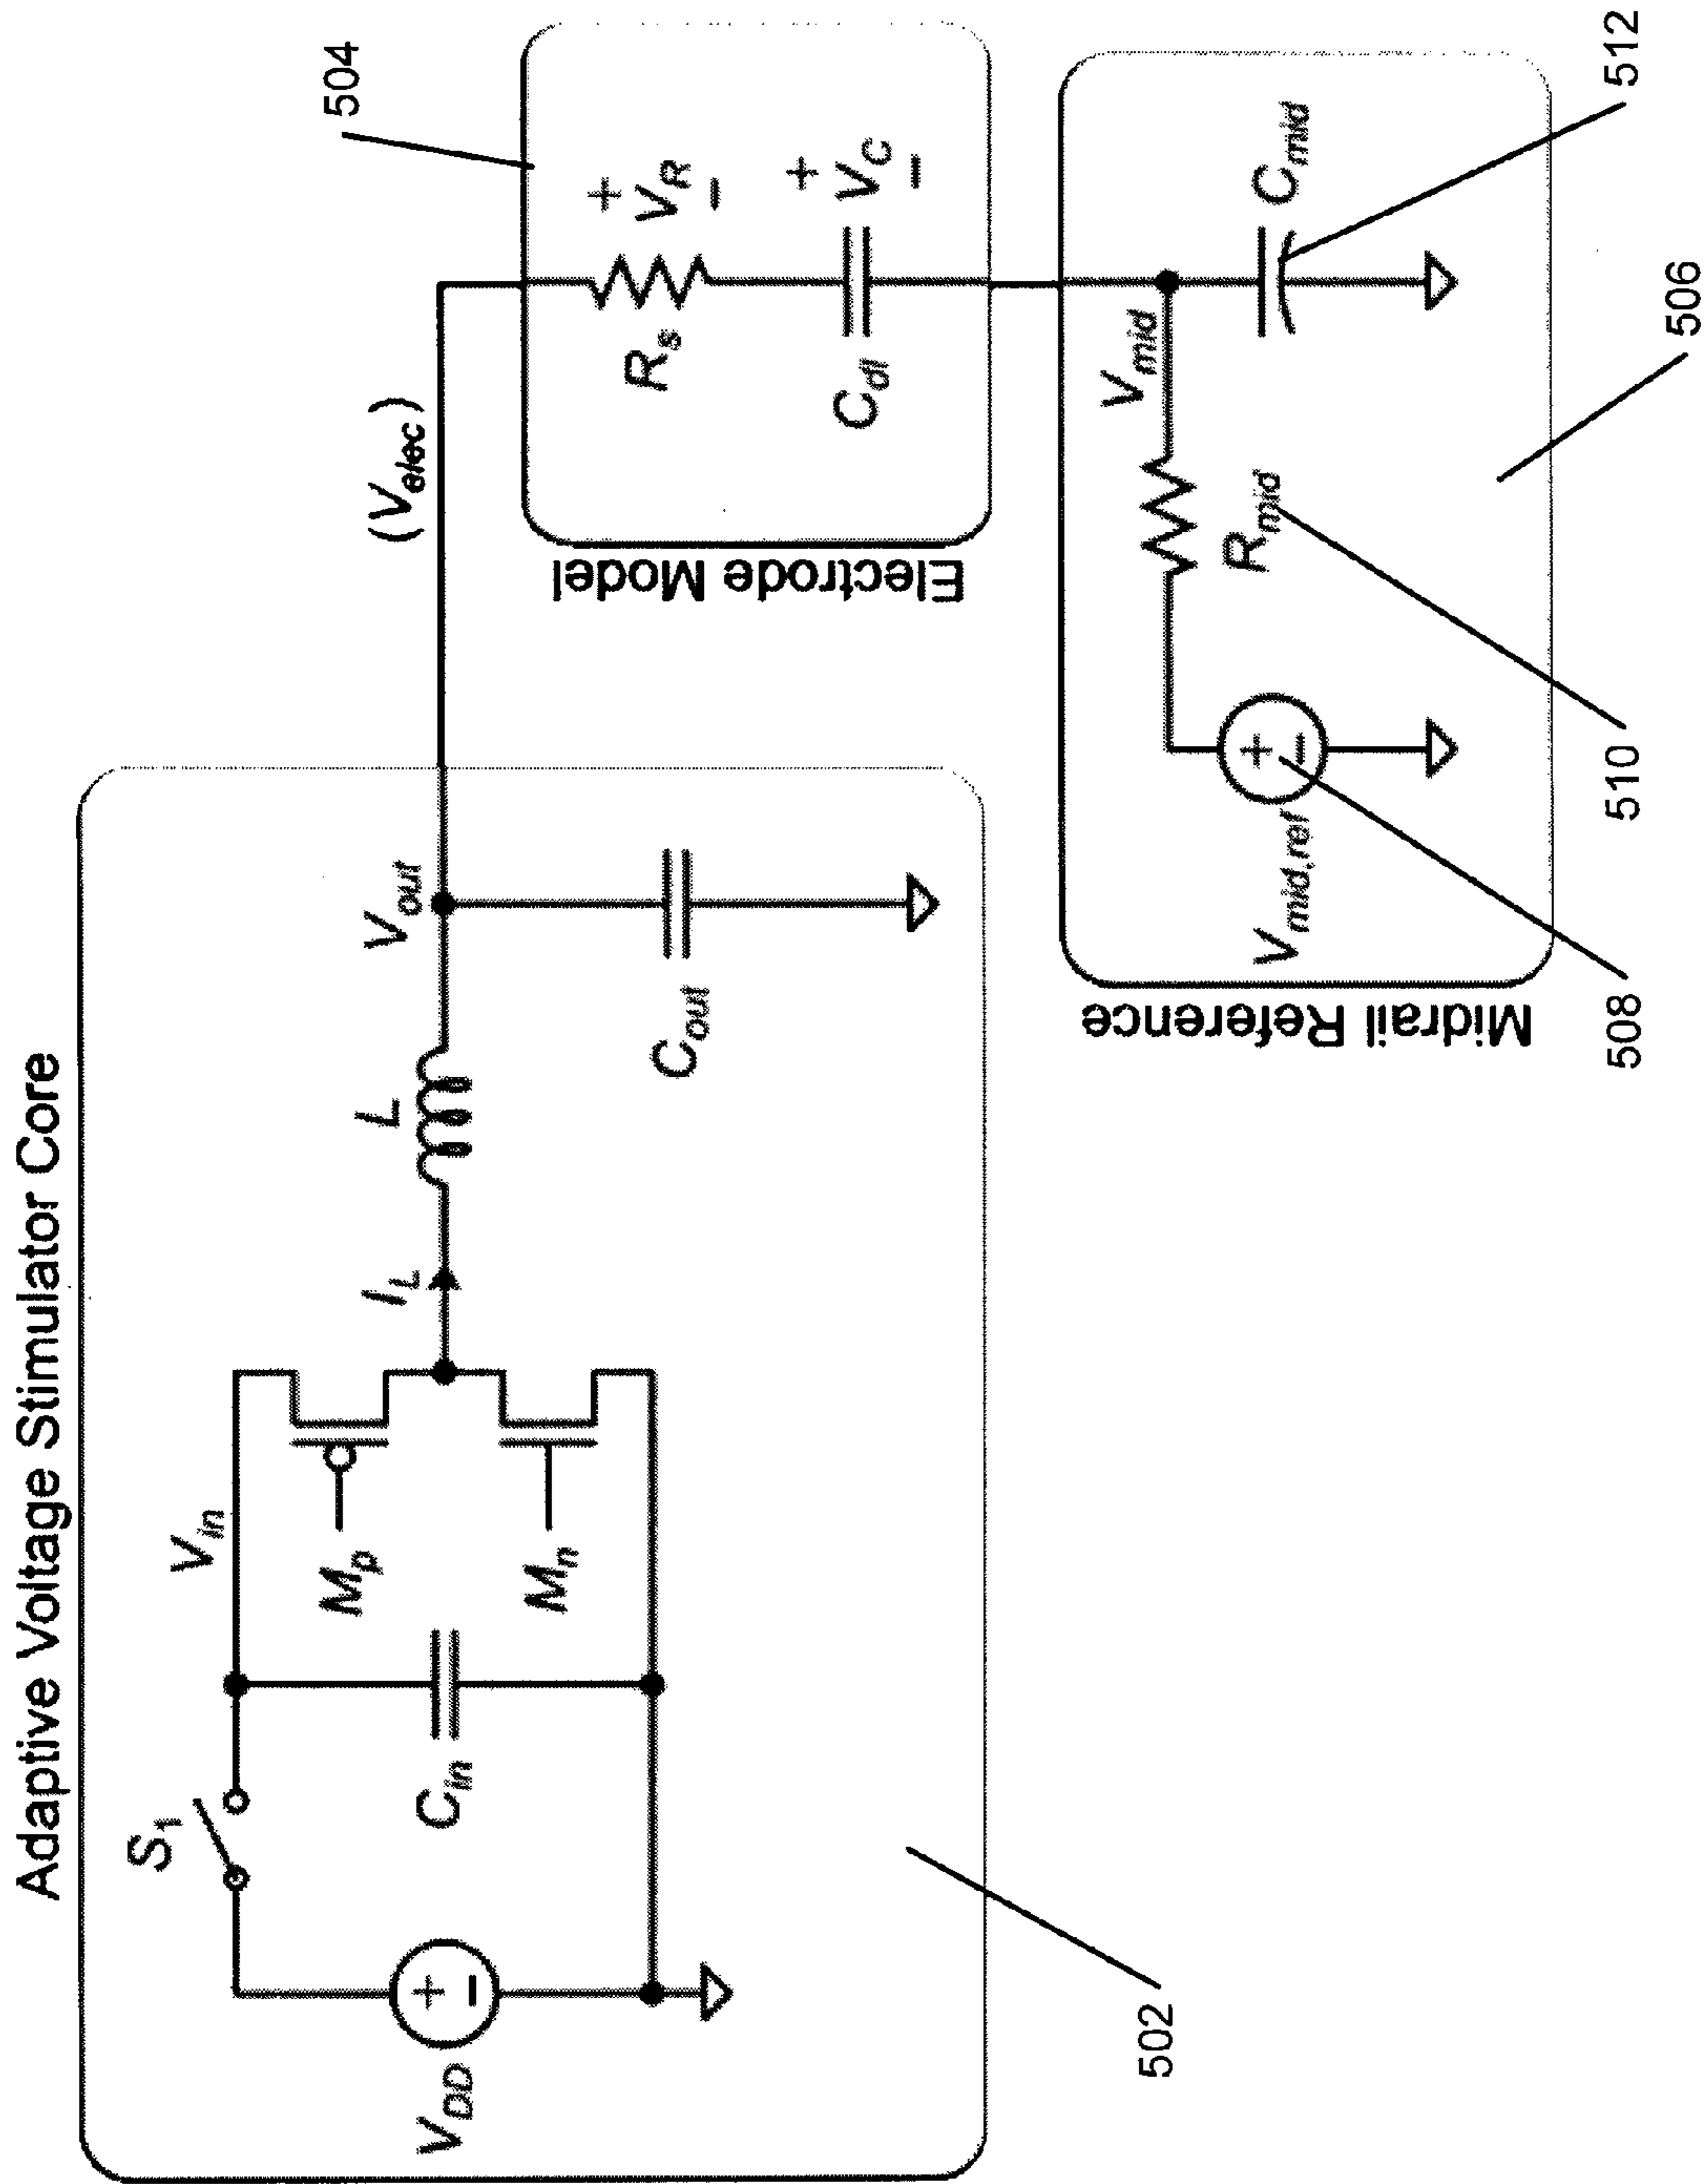 Adaptive Voltage Stimulator Core
S1
Vin
VDD
+
−
Cin
Mp
Mn
IL
L
Vout
Cout
(Velec)
502
504
Electrode Model
Rs
+
VR
−
Cdl
+
VC
−
Midrail Reference
Vmid
Vmid,ref
+
−
Rmid
Cmid
508
510
506
512